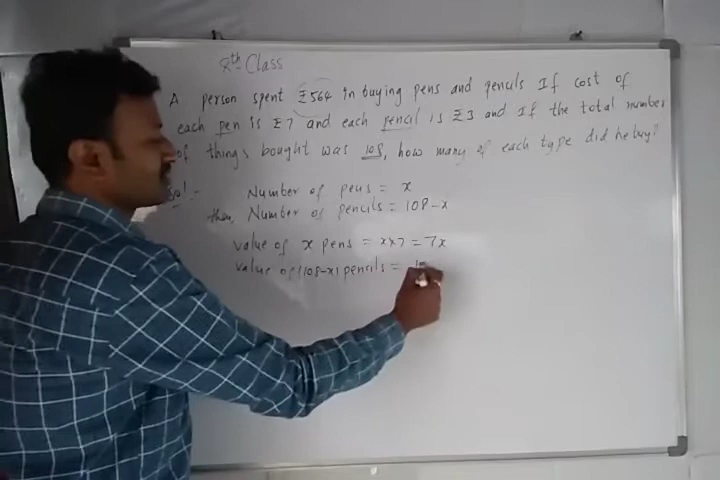 8th Class
A person spent ₹564 in buying pens and pencils If cost of
each pen is ₹7 and each pencil is ₹3 and If the total number
of things bought was 108, how many of each type did he buy?
Sol:- Number of pens = x
then, Number of pencils = 108-x
value of x pens = x×7 = 7x
value of (108-x) pencils =